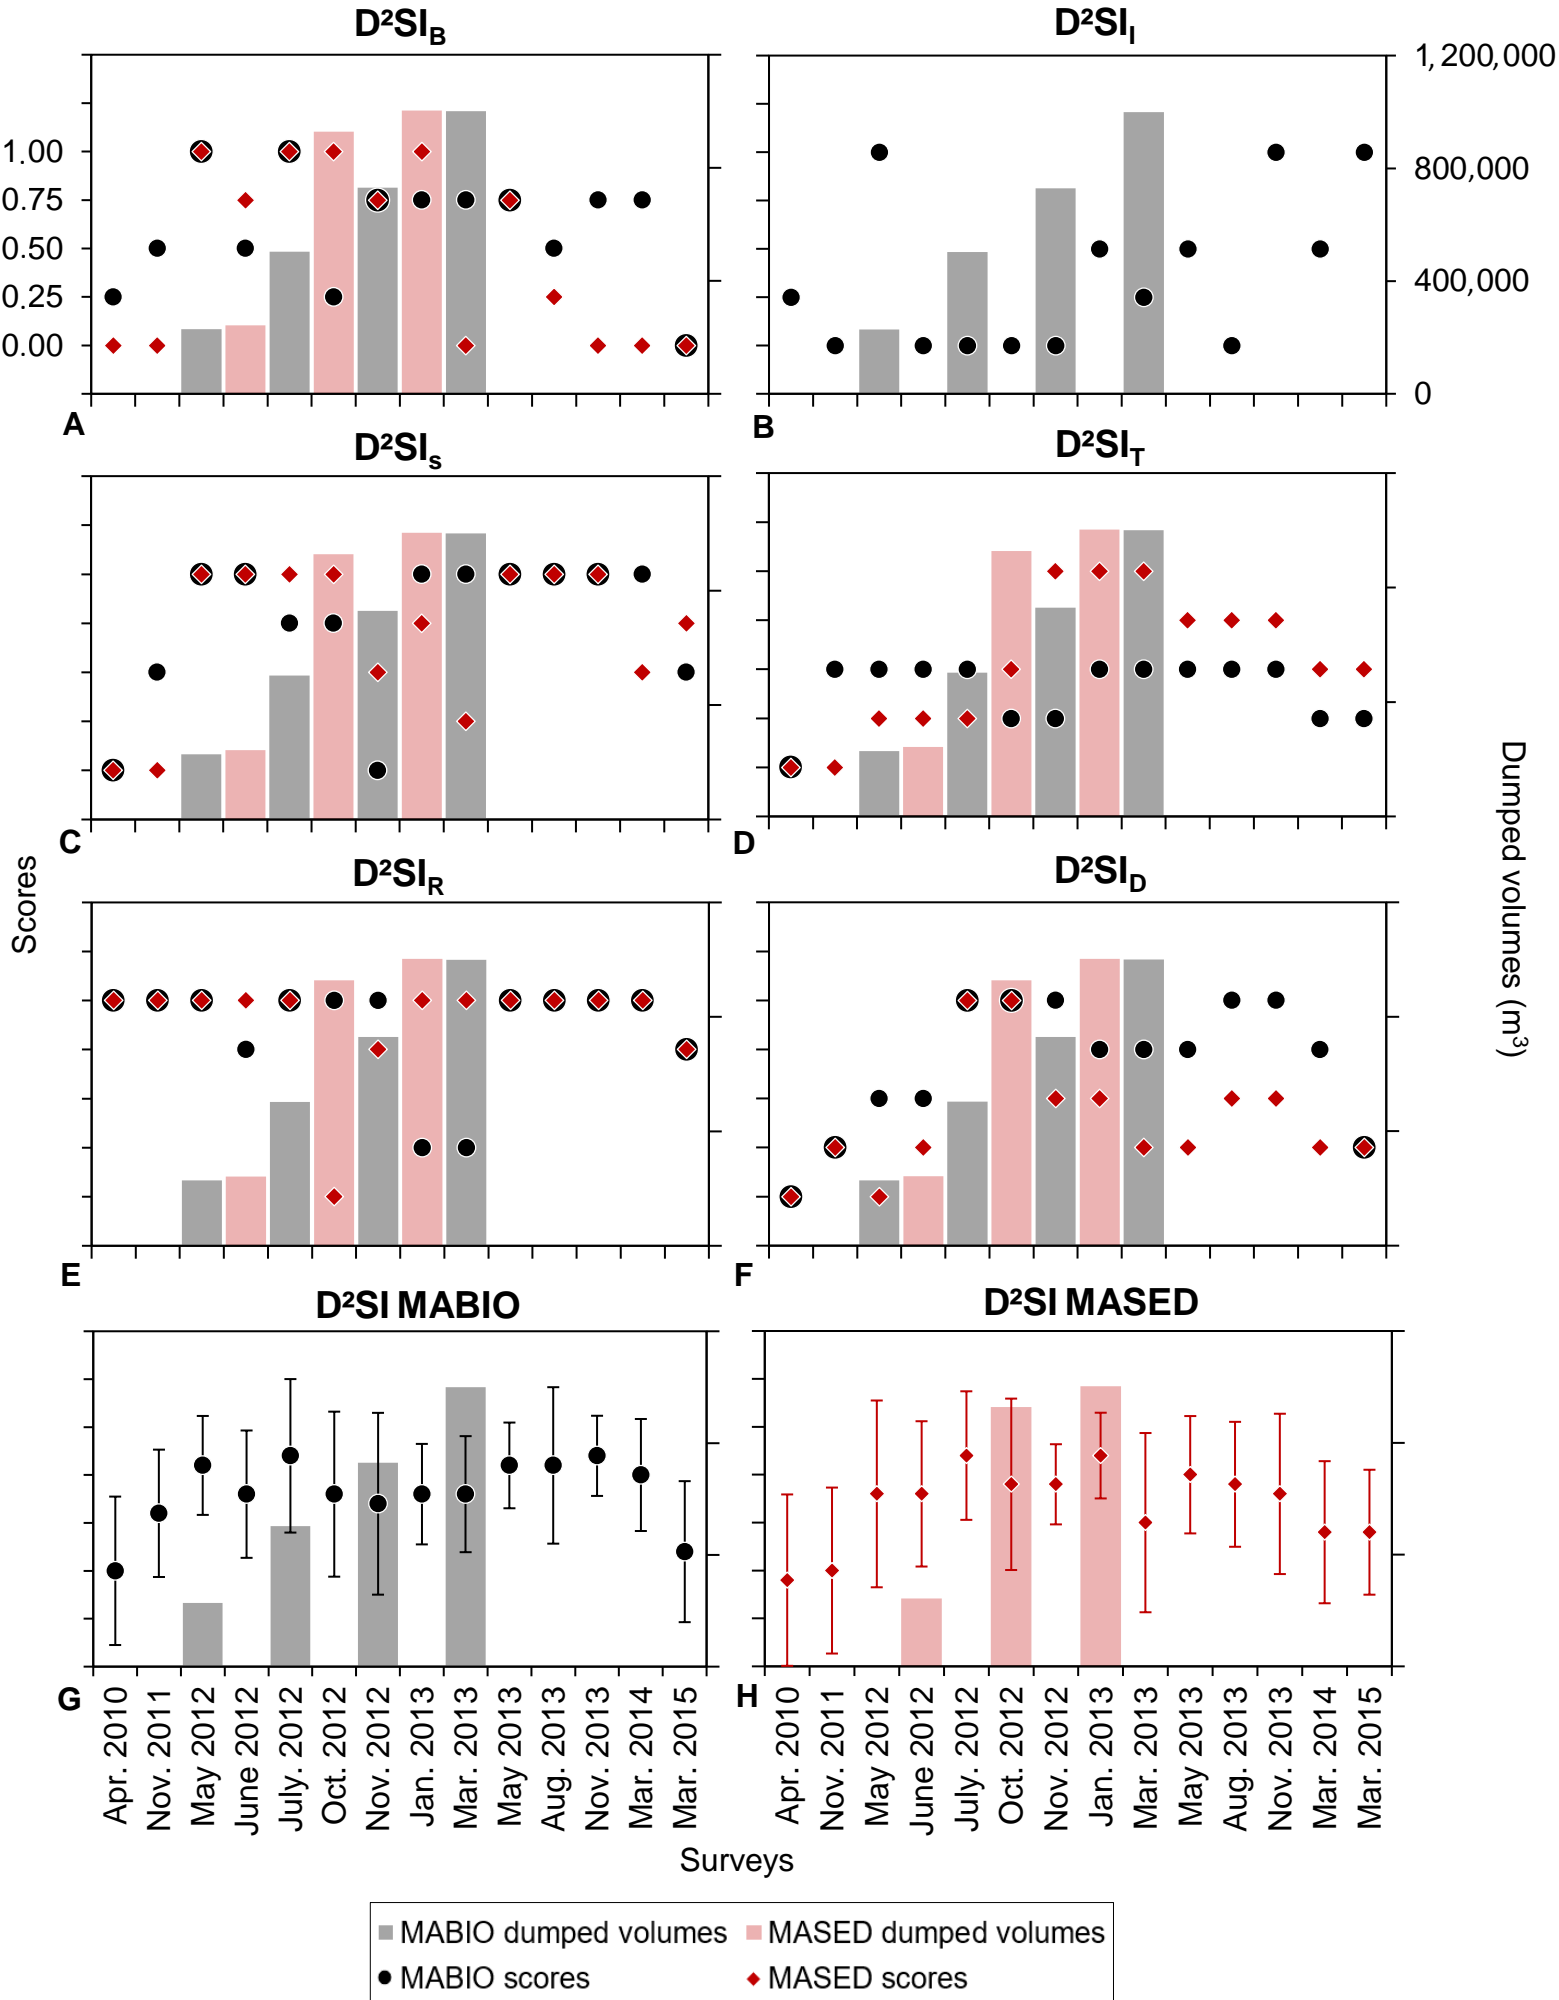 D²SI_B
D²SI_I
1.00
0.75
0.50
0.25
0.00
1,200,000
800,000
400,000
0
A
B
D²SI_s
D²SI_T
C
D
Scores
Dumped volumes (m³)
D²SI_R
D²SI_D
E
F
D²SI MABIO
D²SI MASED
G
H
Apr. 2010
Nov. 2011
May 2012
June 2012
July. 2012
Oct. 2012
Nov. 2012
Jan. 2013
Mar. 2013
May 2013
Aug. 2013
Nov. 2013
Mar. 2014
Mar. 2015
Apr. 2010
Nov. 2011
May 2012
June 2012
July. 2012
Oct. 2012
Nov. 2012
Jan. 2013
Mar. 2013
May 2013
Aug. 2013
Nov. 2013
Mar. 2014
Mar. 2015
Surveys
MABIO dumped volumes
MASED dumped volumes
MABIO scores
MASED scores